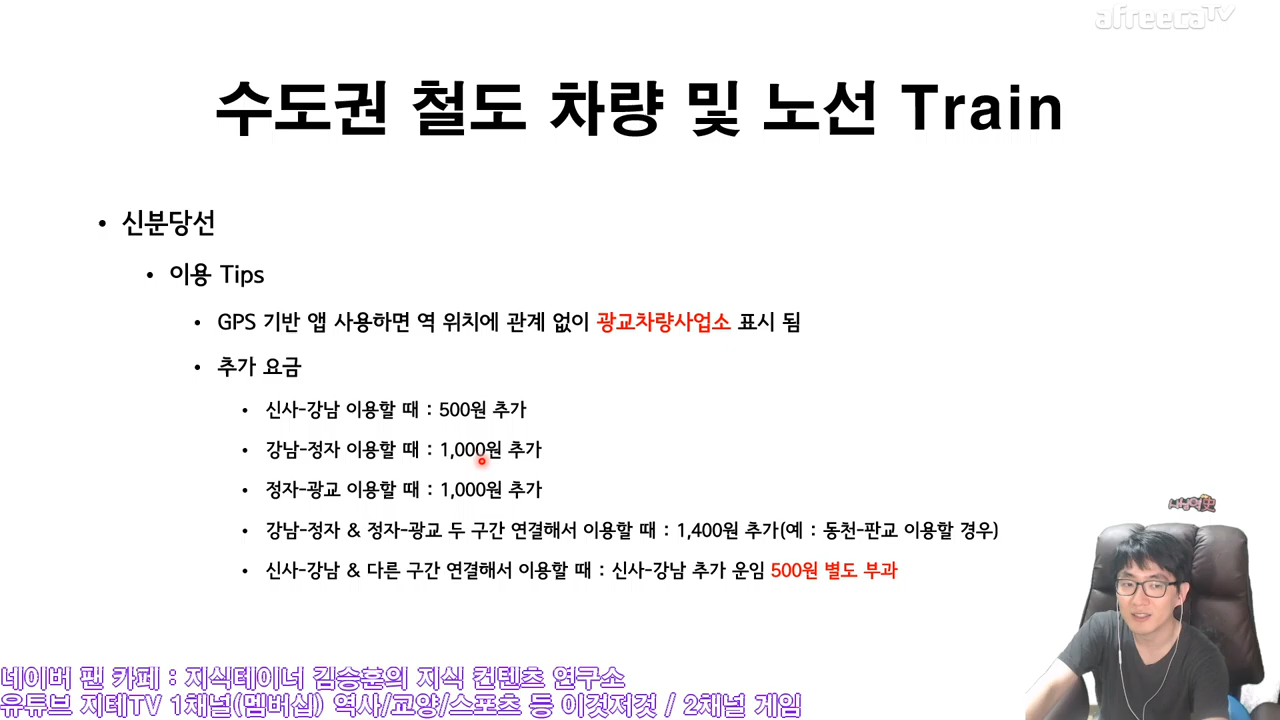 afreecaTV
수도권 철도 차량 및 노선 Train
• 신분당선
• 이용 Tips
• GPS 기반 앱 사용하면 역 위치에 관계 없이 광교차량사업소 표시 됨
• 추가 요금
• 신사-강남 이용할 때 : 500원 추가
• 강남-정자 이용할 때 : 1,000원 추가
• 정자-광교 이용할 때 : 1,000원 추가
• 강남-정자 & 정자-광교 두 구간 연결해서 이용할 때 : 1,400원 추가(예 : 동천-판교 이용할 경우)
• 신사-강남 & 다른 구간 연결해서 이용할 때 : 신사-강남 추가 운임 500원 별도 부과
네이버 팬 카페 : 지식테이너 김승훈의 지식 컨텐츠 연구소
유튜브 지테TV 1채널(멤버십) 역사/교양/스포츠 등 이것저것 / 2채널 게임